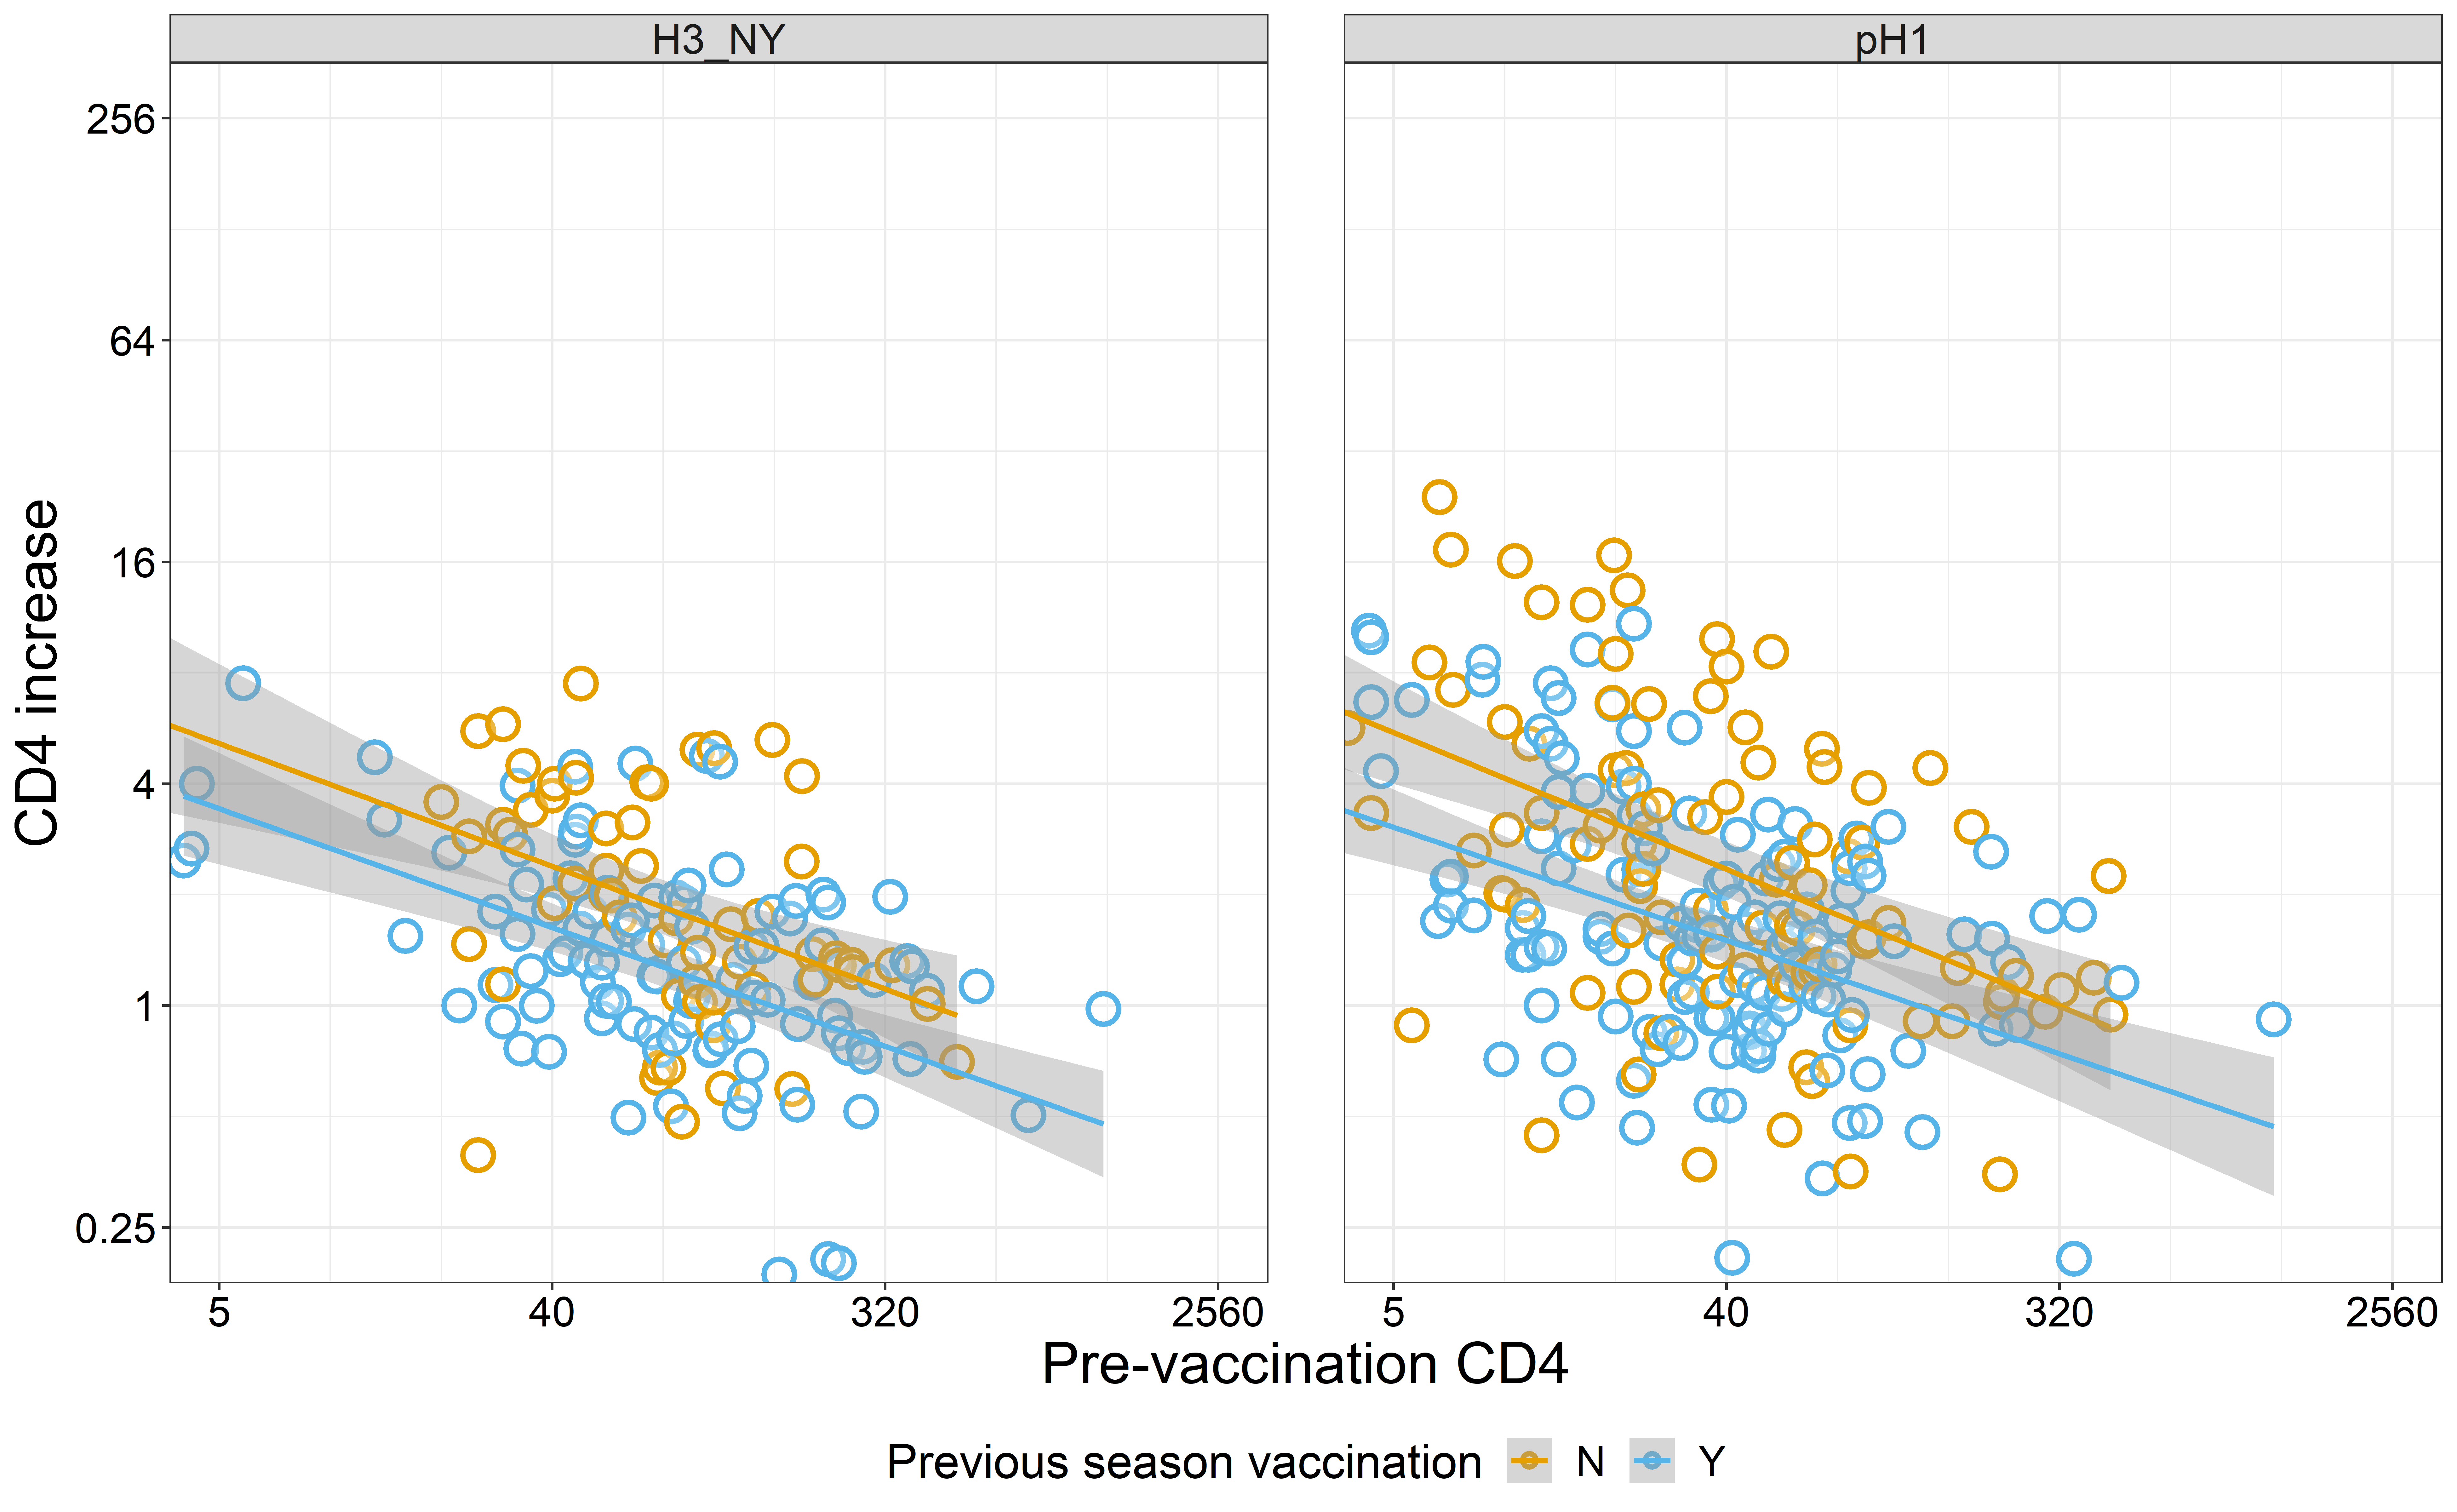 H3_NY
pH1
CD4 increase
256
64
16
4
1
0.25
5 40 320 2560
5 40 320 2560
Pre-vaccination CD4
Previous season vaccination N Y